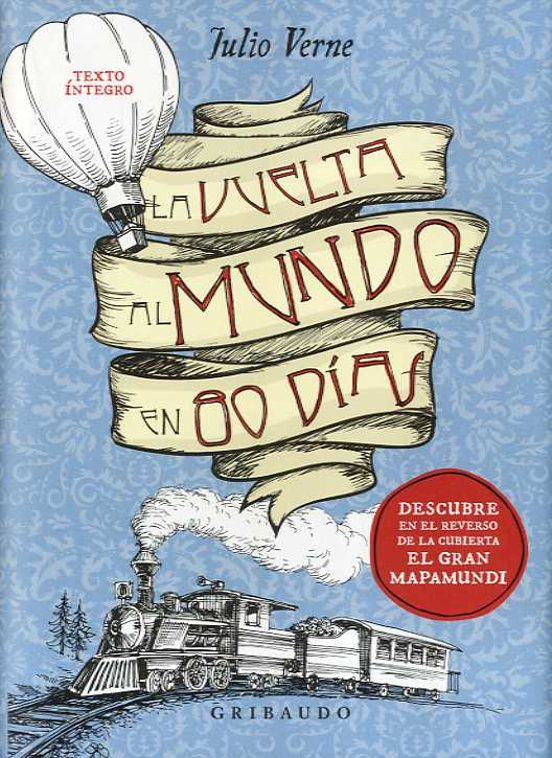 Julio Verne
TEXTO
ÍNTEGRO
LA VUELTA
AL MUNDO
EN 80 DÍAS
DESCUBRE
EN EL REVERSO
DE LA CUBIERTA
EL GRAN
MAPAMUNDI
GRIBAUDO